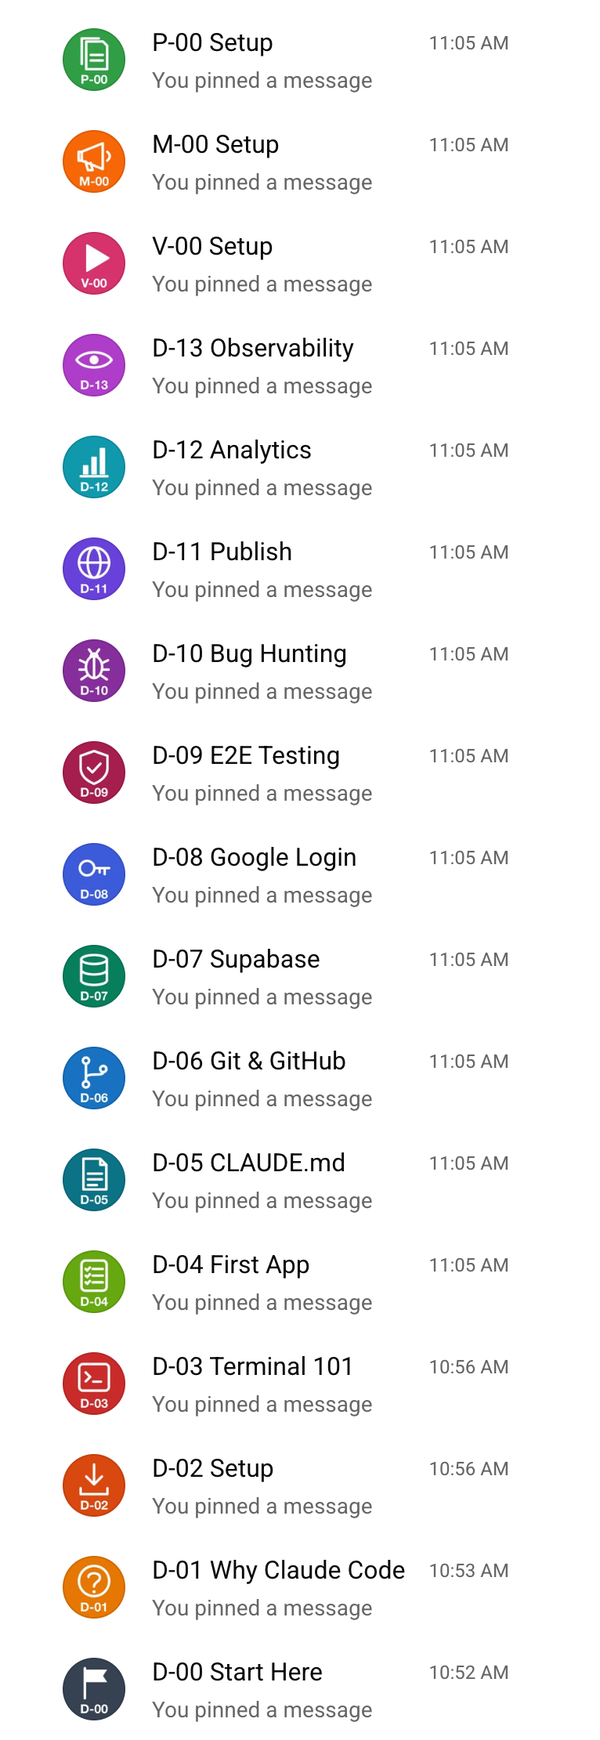 P-00 Setup 11:05 AM
P-00
You pinned a message
M-00 Setup 11:05 AM
M-00
You pinned a message
V-00 Setup 11:05 AM
V-00
You pinned a message
D-13 Observability 11:05 AM
D-13
You pinned a message
D-12 Analytics 11:05 AM
D-12
You pinned a message
D-11 Publish 11:05 AM
D-11
You pinned a message
D-10 Bug Hunting 11:05 AM
D-10
You pinned a message
D-09 E2E Testing 11:05 AM
D-09
You pinned a message
D-08 Google Login 11:05 AM
D-08
You pinned a message
D-07 Supabase 11:05 AM
D-07
You pinned a message
D-06 Git & GitHub 11:05 AM
D-06
You pinned a message
D-05 CLAUDE.md 11:05 AM
D-05
You pinned a message
D-04 First App 11:05 AM
D-04
You pinned a message
D-03 Terminal 101 10:56 AM
D-03
You pinned a message
D-02 Setup 10:56 AM
D-02
You pinned a message
D-01 Why Claude Code 10:53 AM
D-01
You pinned a message
D-00 Start Here 10:52 AM
D-00
You pinned a message